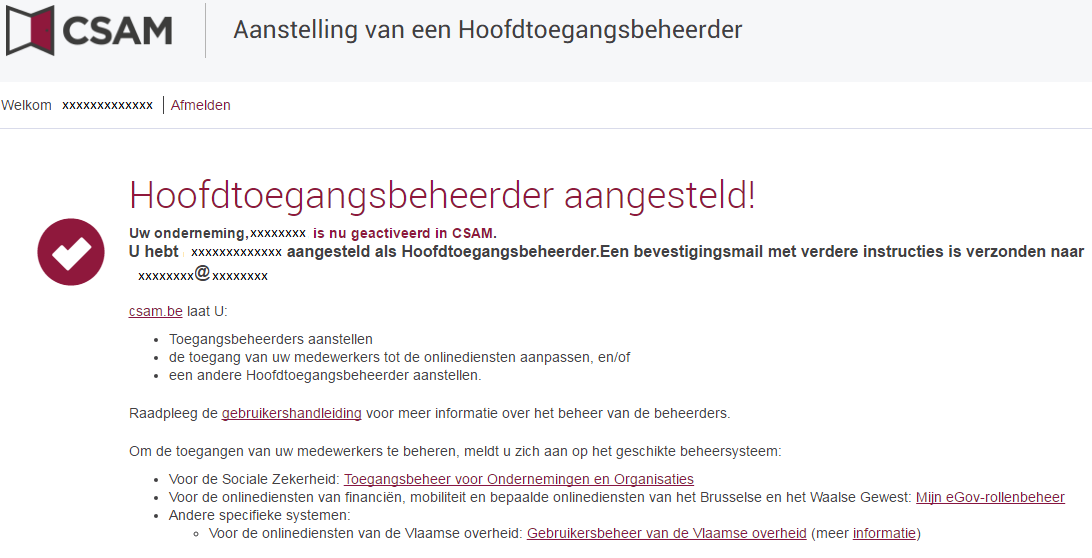 CSAM Aanstelling van een Hoofdtoegangsbeheerder
Welkom xxxxxxxxxxxxx Afmelden
Hoofdtoegangsbeheerder aangesteld!
Uw onderneming,xxxxxxxx is nu geactiveerd in CSAM.
U hebt xxxxxxxxxxxxx aangesteld als Hoofdtoegangsbeheerder.Een bevestigingsmail met verdere instructies is verzonden naar
xxxxxxxx@xxxxxxxx
csam.be laat U:
• Toegangsbeheerders aanstellen
• de toegang van uw medewerkers tot de onlinediensten aanpassen, en/of
• een andere Hoofdtoegangsbeheerder aanstellen.
Raadpleeg de gebruikershandleiding voor meer informatie over het beheer van de beheerders.
Om de toegangen van uw medewerkers te beheren, meldt u zich aan op het geschikte beheersysteem:
• Voor de Sociale Zekerheid: Toegangsbeheer voor Ondernemingen en Organisaties
• Voor de onlinediensten van financiën, mobiliteit en bepaalde onlinediensten van het Brusselse en het Waalse Gewest: Mijn eGov-rollenbeheer
• Andere specifieke systemen:
◦ Voor de onlinediensten van de Vlaamse overheid: Gebruikersbeheer van de Vlaamse overheid (meer informatie)